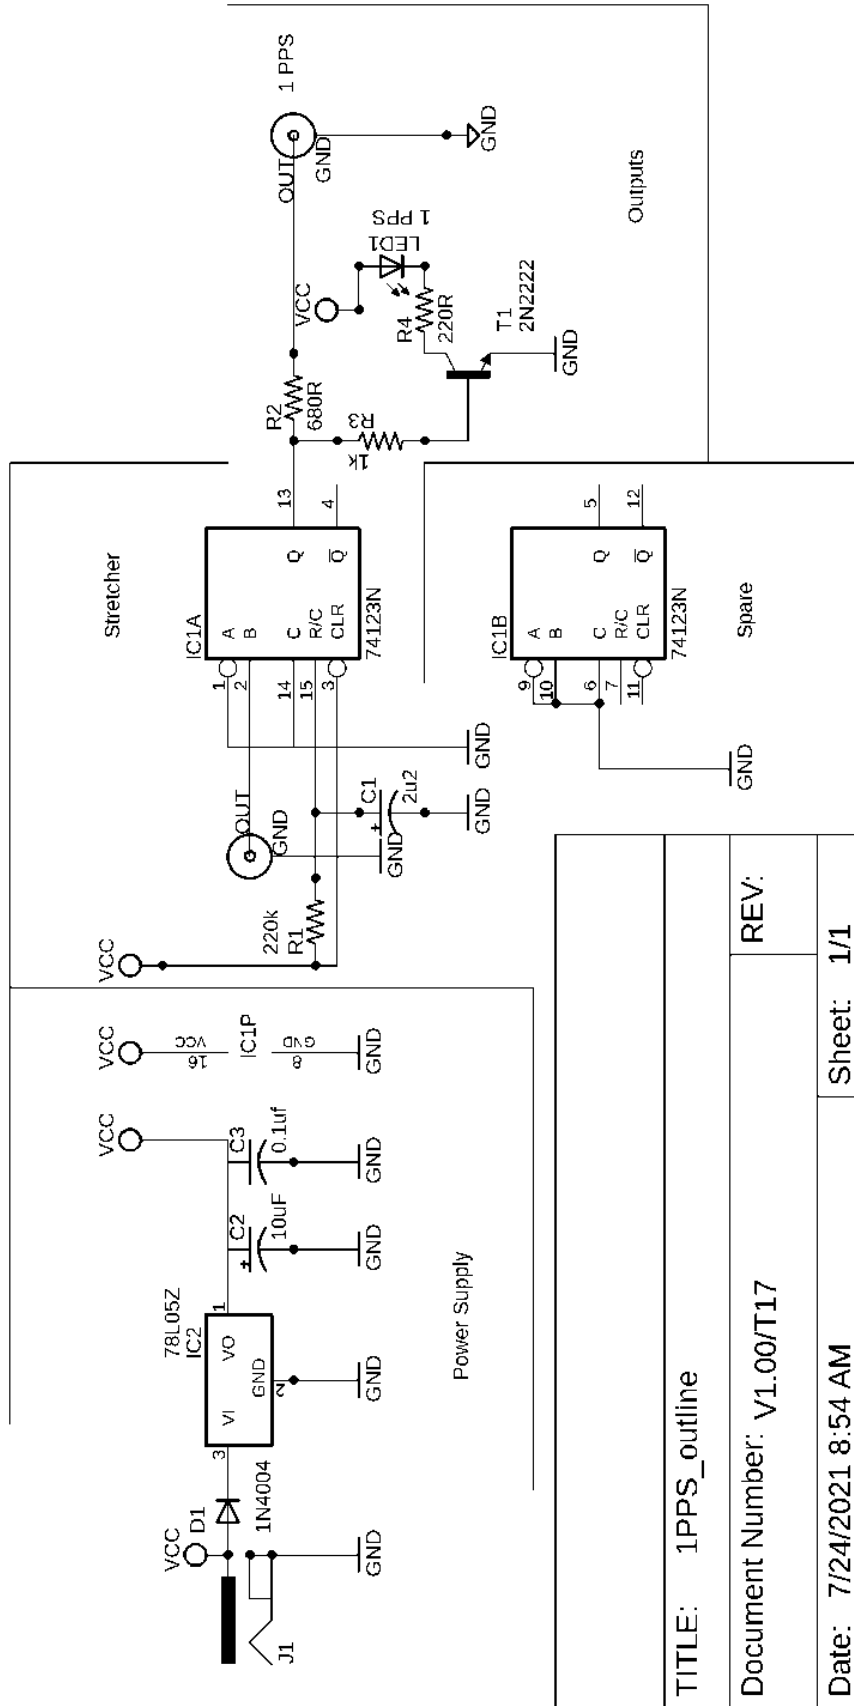 Power Supply
J1
VCC
GND
D1
1N4004
3
78L05Z
IC2
VI
VO
GND
1
2
GND
C2
10uF
GND
VCC
C3
0.1uf
GND
VCC
16
VCC
IC1P
GND
8
GND
Stretcher
VCC
220k
R1
OUT
GND
GND
C1
2u2
GND
GND
1
2
14
15
3
IC1A
A
B
C
R/C
CLR
Q
Q
74123N
13
4
Spare
9
10
6
7
11
GND
IC1B
A
B
C
R/C
CLR
Q
Q
74123N
5
12
Outputs
R2
680R
R3
1k
VCC
LED1
1 PPS
R4
220R
T1
2N2222
GND
OUT
GND
1 PPS
GND
TITLE: 1PPS_outline
Document Number: V1.00/T17
REV:
Date: 7/24/2021 8:54 AM
Sheet: 1/1